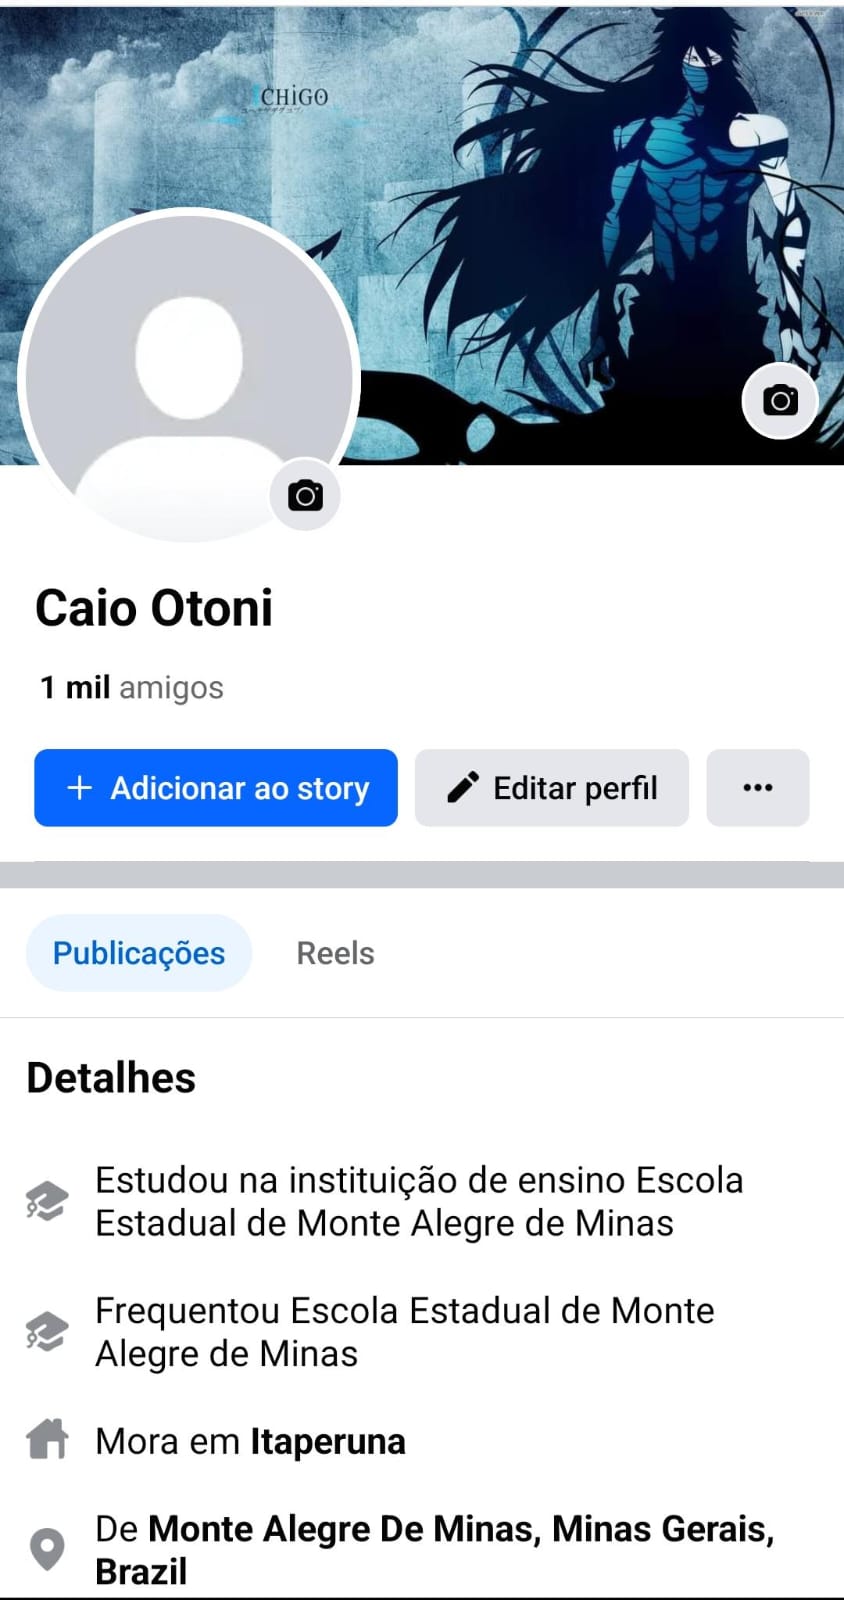 iCHiGO
Caio Otoni
1 mil amigos
+ Adicionar ao story
Editar perfil
...
Publicações
Reels
Detalhes
Estudou na instituição de ensino Escola
Estadual de Monte Alegre de Minas
Frequentou Escola Estadual de Monte
Alegre de Minas
Mora em Itaperuna
De Monte Alegre De Minas, Minas Gerais,
Brazil